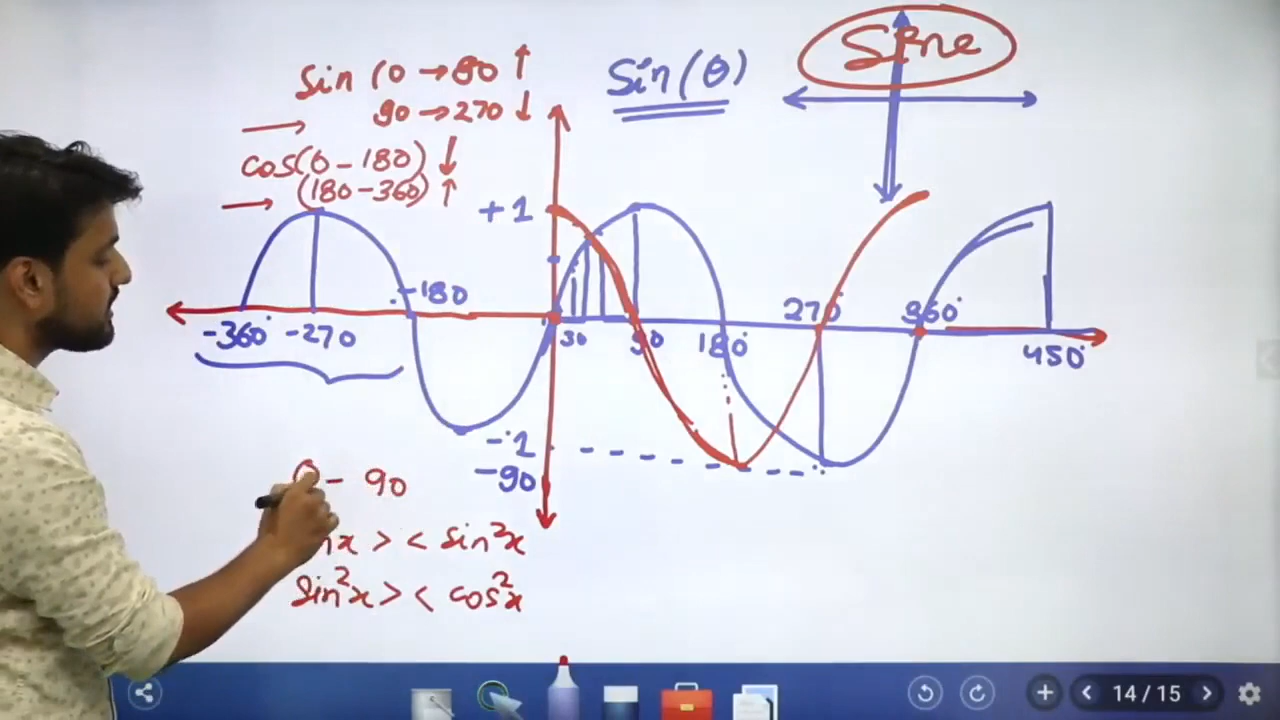 Sin (0 → 90 ↑
90 → 270 ↓
cos(0 - 180) ↓
(180-360) ↑
Sin(θ)
Sine
+1
-360° -270 -180 30 90 180° 270° 360° 450°
-1
-90
0 - 90
x > < sin²x
Sin²x > < cos²x
14 / 15